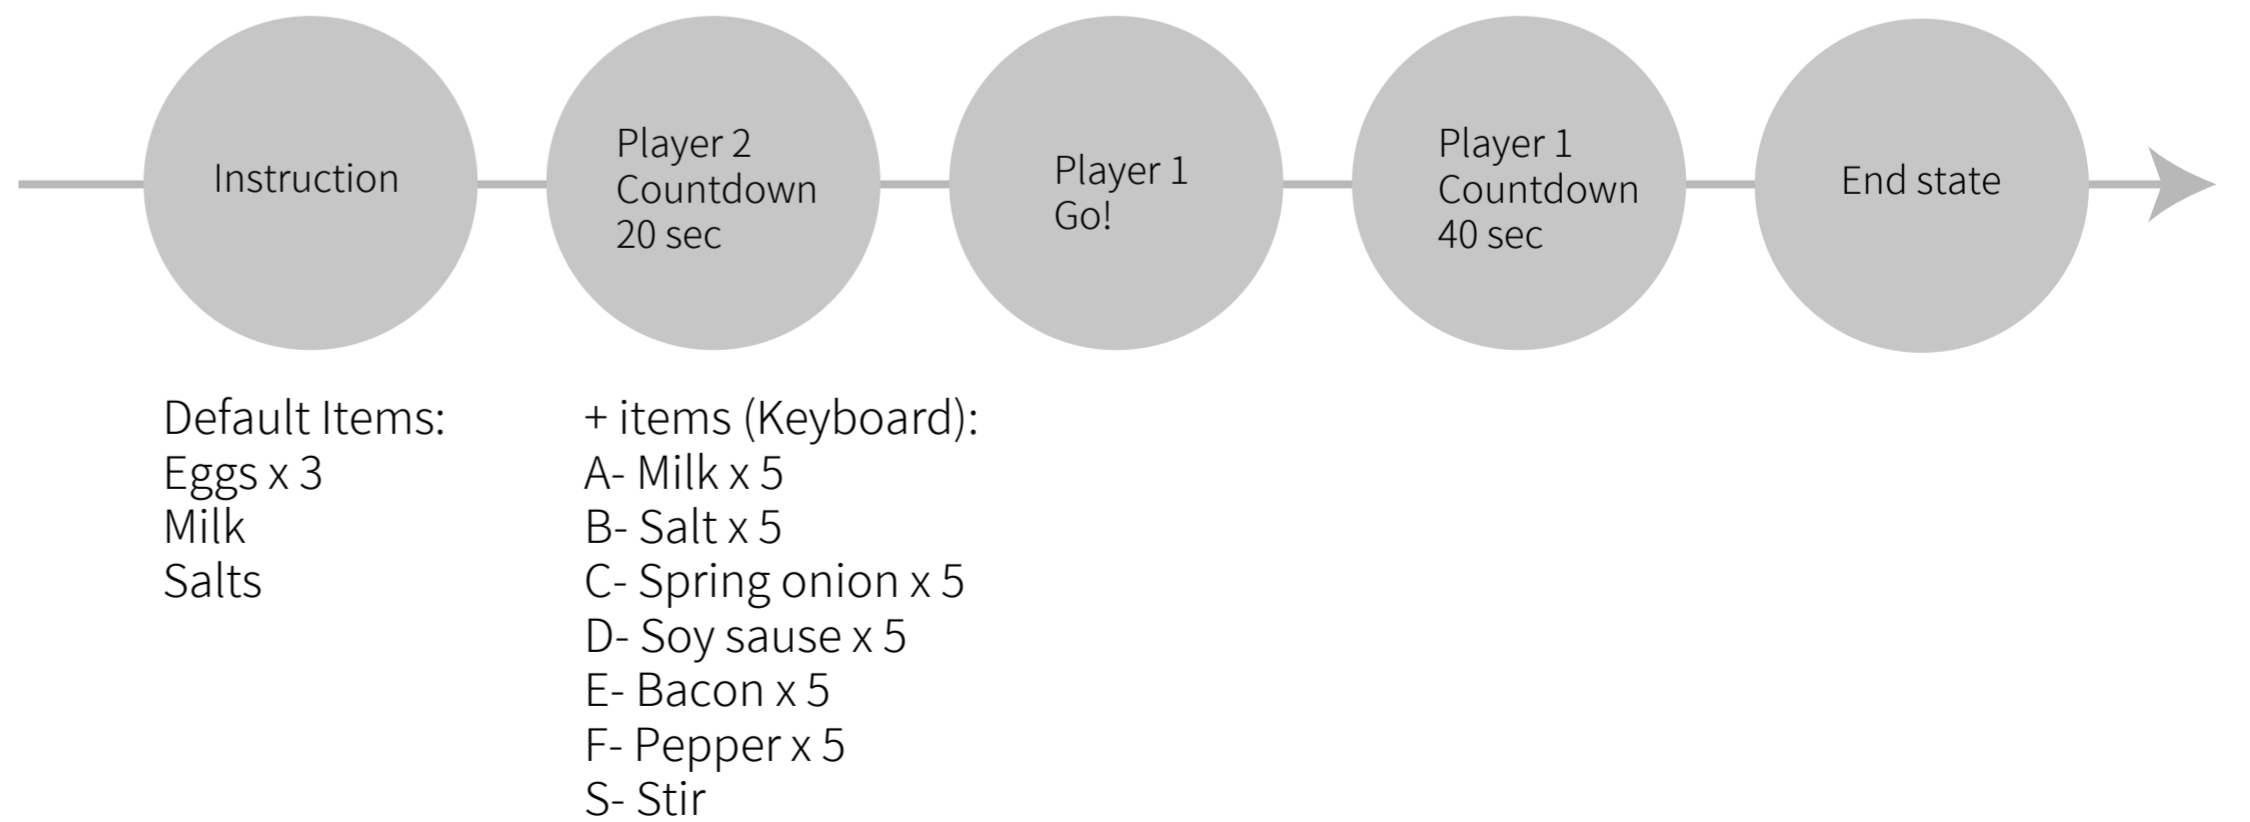 Instruction
Player 2
Countdown
20 sec
Player 1
Go!
Player 1
Countdown
40 sec
End state
Default Items:
Eggs x 3
Milk
Salts
+ items (Keyboard):
A- Milk x 5
B- Salt x 5
C- Spring onion x 5
D- Soy sause x 5
E- Bacon x 5
F- Pepper x 5
S- Stir